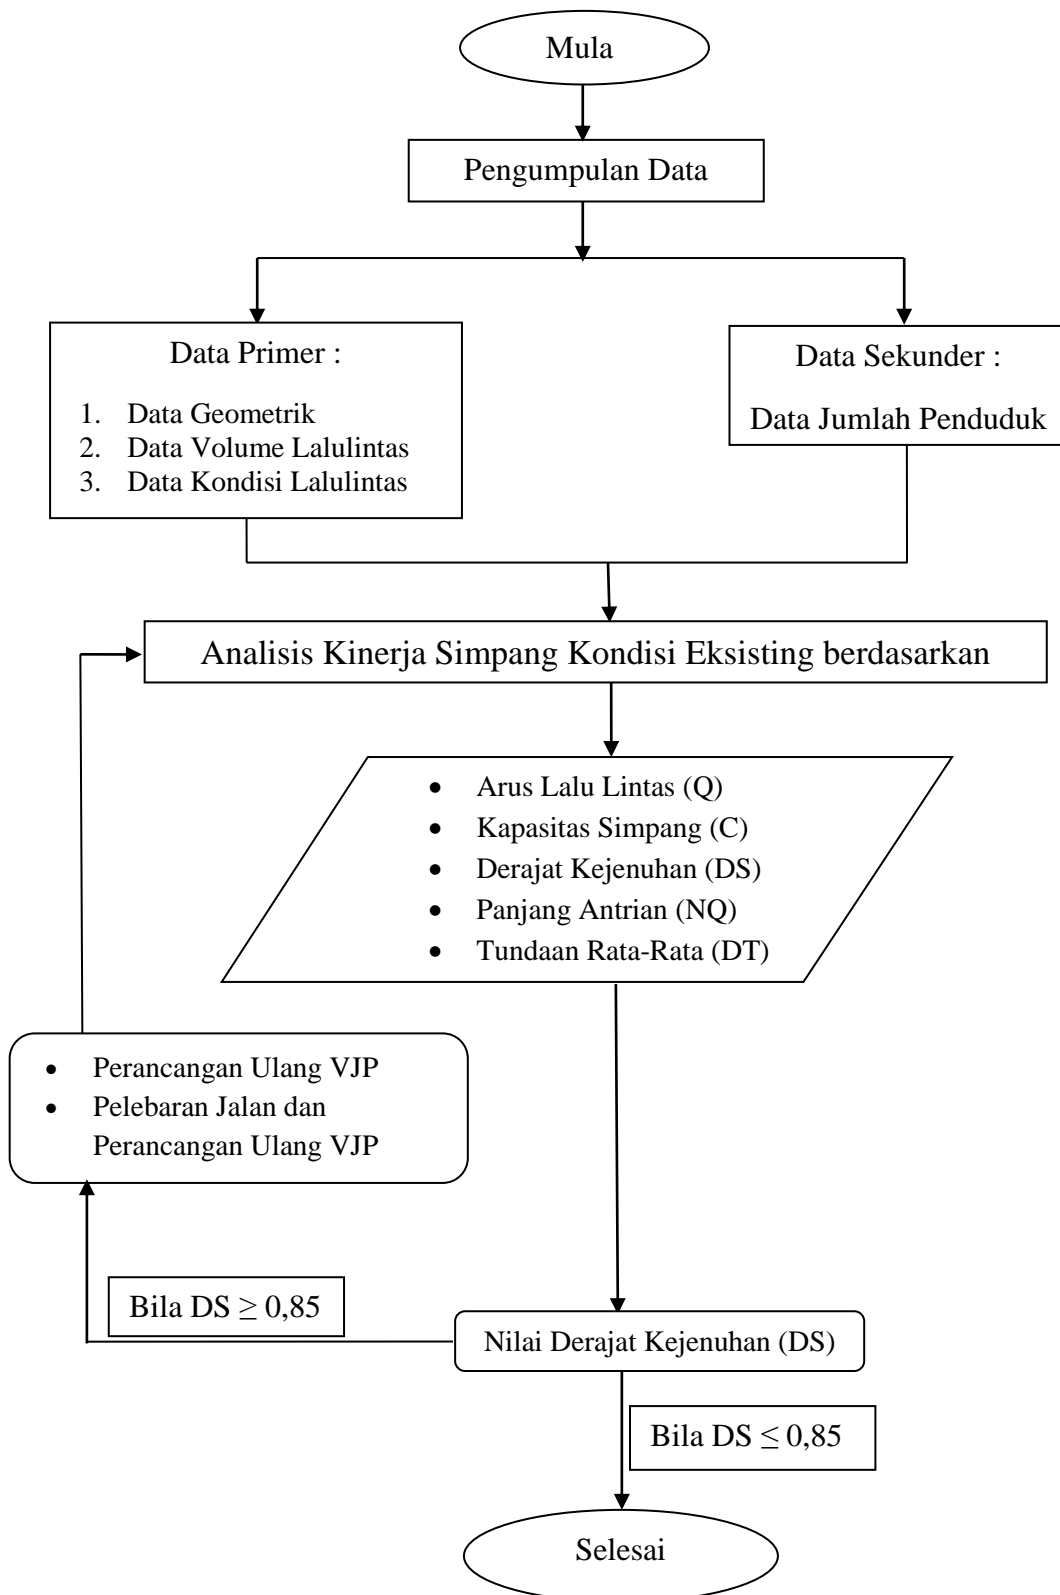 Mula
Pengumpulan Data
Data Primer :
1. Data Geometrik
2. Data Volume Lalulintas
3. Data Kondisi Lalulintas
Data Sekunder :
Data Jumlah Penduduk
Analisis Kinerja Simpang Kondisi Eksisting berdasarkan
• Arus Lalu Lintas (Q)
• Kapasitas Simpang (C)
• Derajat Kejenuhan (DS)
• Panjang Antrian (NQ)
• Tundaan Rata-Rata (DT)
• Perancangan Ulang VJP
• Pelebaran Jalan dan
Perancangan Ulang VJP
Bila DS ≥ 0,85
Nilai Derajat Kejenuhan (DS)
Bila DS ≤ 0,85
Selesai